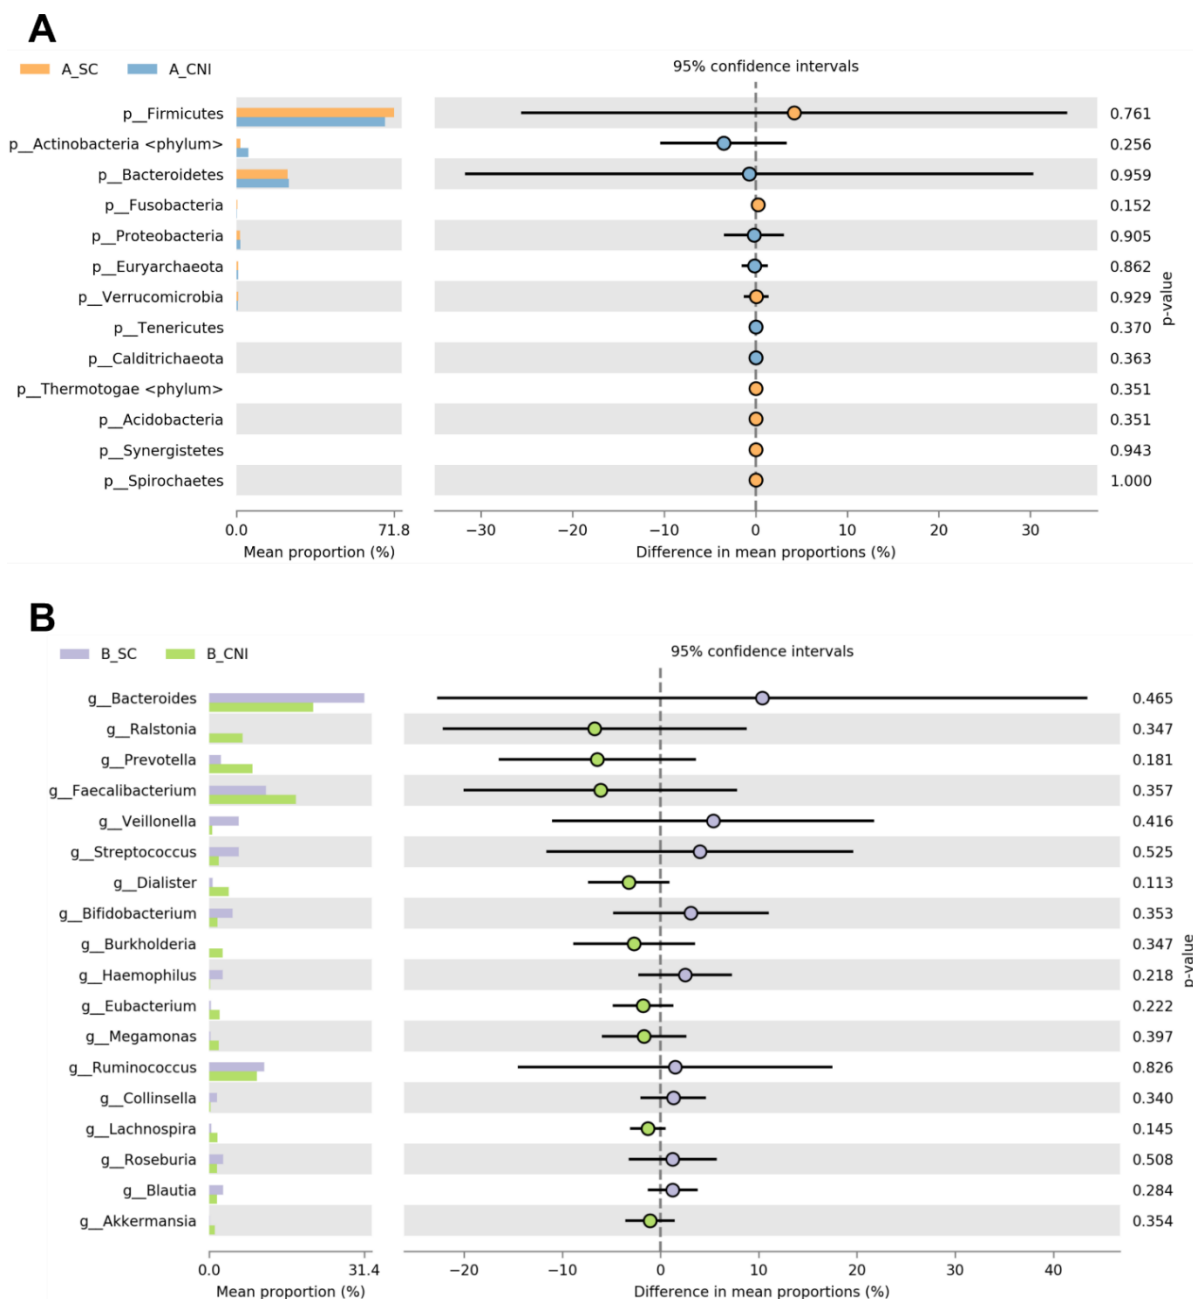 A
A_SC A_CNI
95% confidence intervals
p__Firmicutes 0.761
p__Actinobacteria <phylum> 0.256
p__Bacteroidetes 0.959
p__Fusobacteria 0.152
p__Proteobacteria 0.905
p__Euryarchaeota 0.862
p__Verrucomicrobia 0.929
p__Tenericutes 0.370
p__Calditrichaeota 0.363
p__Thermotogae <phylum> 0.351
p__Acidobacteria 0.351
p__Synergistetes 0.943
p__Spirochaetes 1.000
p-value
0.0 71.8 −30 −20 −10 0 10 20 30
Mean proportion (%) Difference in mean proportions (%)
B
B_SC B_CNI
95% confidence intervals
g__Bacteroides 0.465
g__Ralstonia 0.347
g__Prevotella 0.181
g__Faecalibacterium 0.357
g__Veillonella 0.416
g__Streptococcus 0.525
g__Dialister 0.113
g__Bifidobacterium 0.353
g__Burkholderia 0.347
g__Haemophilus 0.218
g__Eubacterium 0.222
g__Megamonas 0.397
g__Ruminococcus 0.826
g__Collinsella 0.340
g__Lachnospira 0.145
g__Roseburia 0.508
g__Blautia 0.284
g__Akkermansia 0.354
p-value
0.0 31.4 −20 −10 0 10 20 30 40
Mean proportion (%) Difference in mean proportions (%)